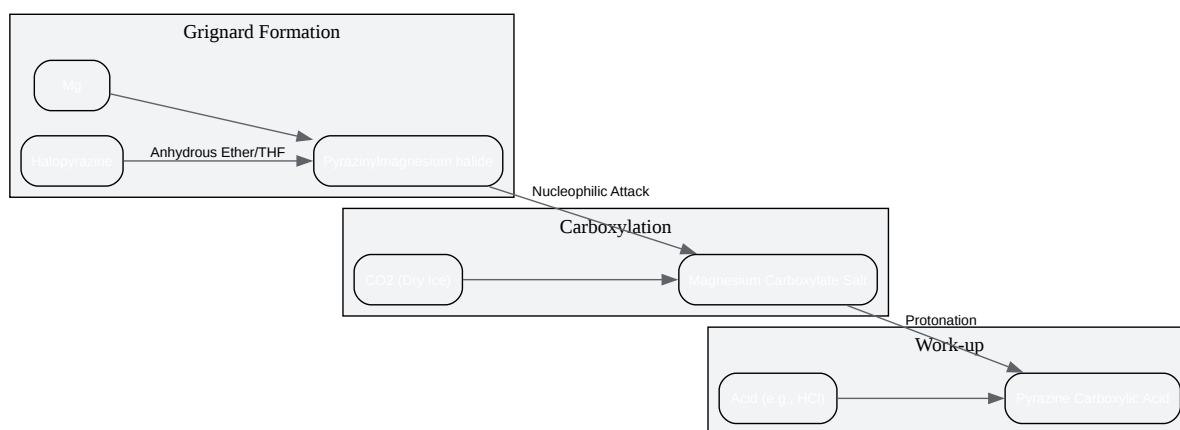 Grignard Formation
Mg
Halopyrazine
Anhydrous Ether/THF
Pyrazinylmagnesium halide
Nucleophilic Attack
Carboxylation
CO2 (Dry Ice)
Magnesium Carboxylate Salt
Protonation
Work-up
Acid (e.g., HCl)
Pyrazine Carboxylic Acid